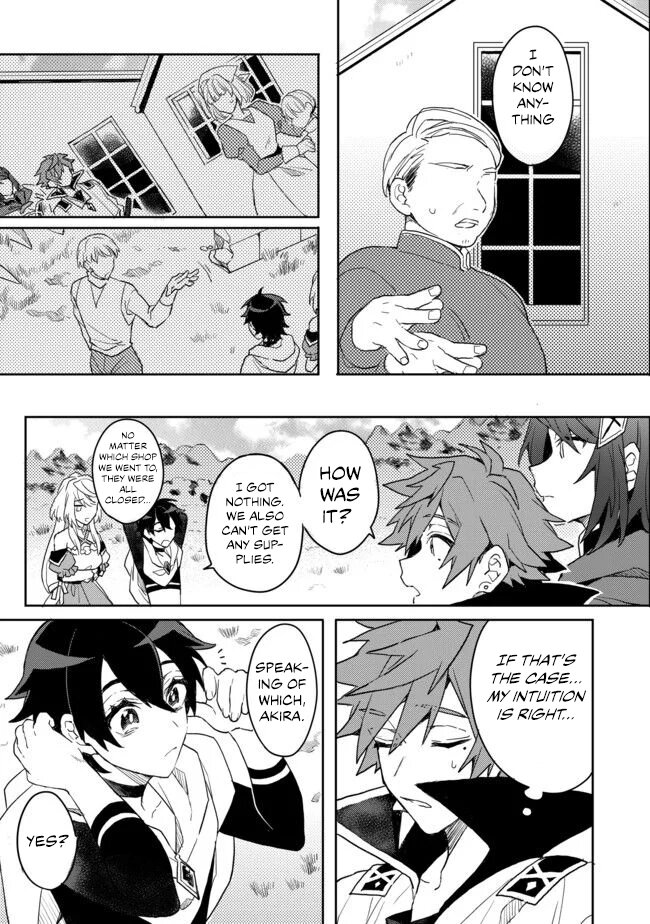 I
DON'T
KNOW
ANY-
THING
HOW
WAS
IT?
I GOT
NOTHING.
WE ALSO
CAN'T GET
ANY SUP-
PLIES.
NO
MATTER
WHICH SHOP
WE WENT TO,
THEY WERE
ALL
CLOSED...
IF THAT'S
THE CASE...
MY INTUITION
IS RIGHT...
SPEAK-
ING OF
WHICH,
AKIRA.
YES?